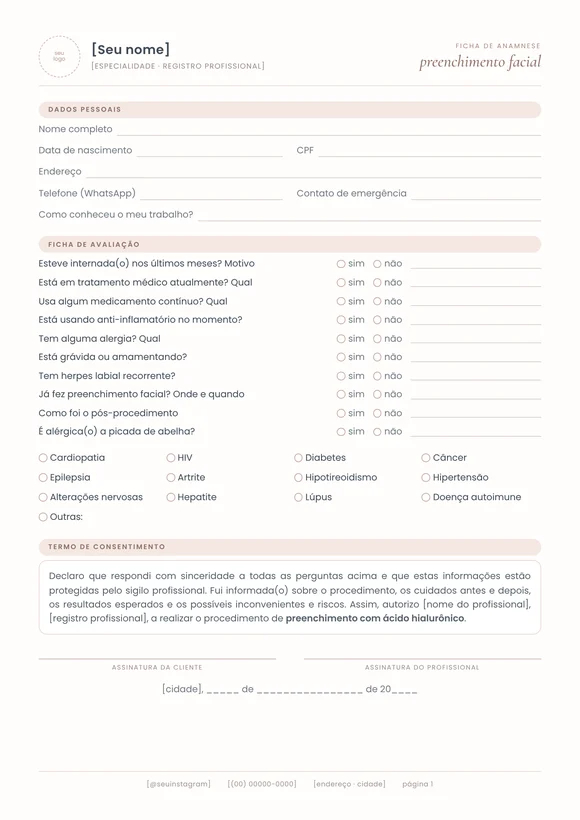 seu
logo
[Seu nome]
[ESPECIALIDADE · REGISTRO PROFISSIONAL]
FICHA DE ANAMNESE
preenchimento facial
DADOS PESSOAIS
Nome completo
Data de nascimento CPF
Endereço
Telefone (WhatsApp) Contato de emergência
Como conheceu o meu trabalho?
FICHA DE AVALIAÇÃO
Esteve internada(o) nos últimos meses? Motivo sim não
Está em tratamento médico atualmente? Qual sim não
Usa algum medicamento contínuo? Qual sim não
Está usando anti-inflamatório no momento? sim não
Tem alguma alergia? Qual sim não
Está grávida ou amamentando? sim não
Tem herpes labial recorrente? sim não
Já fez preenchimento facial? Onde e quando sim não
Como foi o pós-procedimento sim não
É alérgica(o) a picada de abelha? sim não
Cardiopatia HIV Diabetes Câncer
Epilepsia Artrite Hipotireoidismo Hipertensão
Alterações nervosas Hepatite Lúpus Doença autoimune
Outras:
TERMO DE CONSENTIMENTO
Declaro que respondi com sinceridade a todas as perguntas acima e que estas informações estão
protegidas pelo sigilo profissional. Fui informada(o) sobre o procedimento, os cuidados antes e depois,
os resultados esperados e os possíveis inconvenientes e riscos. Assim, autorizo [nome do profissional],
[registro profissional], a realizar o procedimento de preenchimento com ácido hialurônico.
ASSINATURA DA CLIENTE ASSINATURA DO PROFISSIONAL
[cidade], _____ de ________________ de 20____
[@seuinstagram] [(00) 00000-0000] [endereço · cidade] página 1